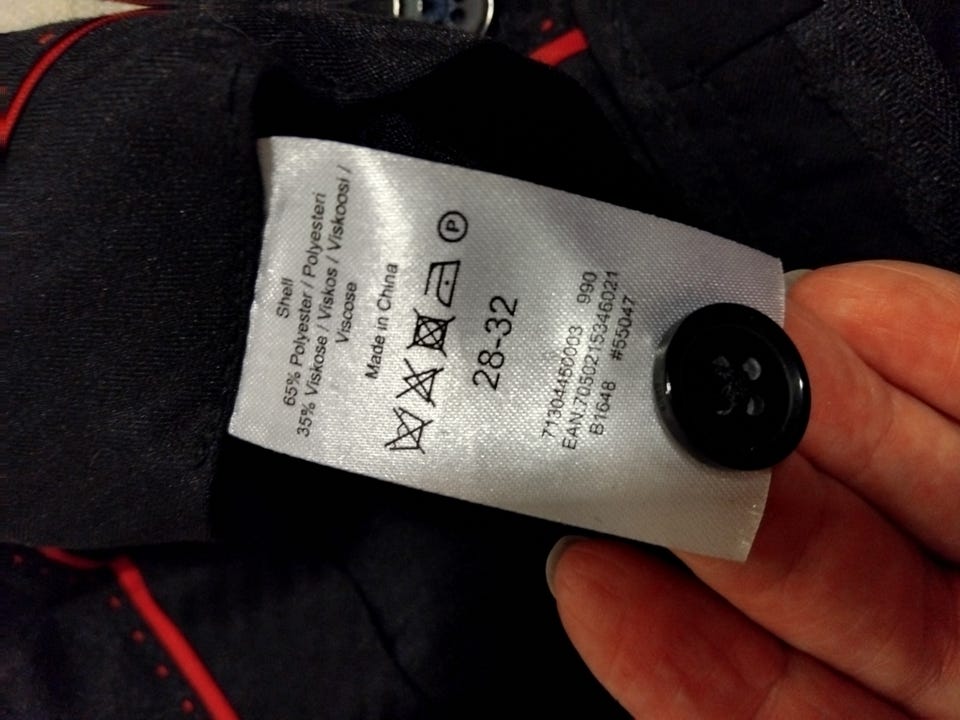 Shell
65% Polyester / Polyesteri
35% Viskose / Viskos / Viskoosi /
Viscose
Made in China
P
28-32
71304460003 990
EAN:7050215346021
B1648 #55047